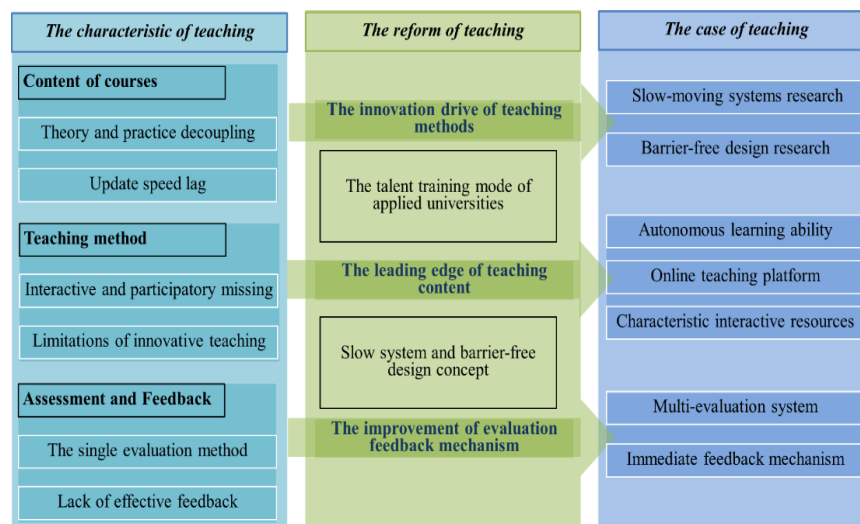 The characteristic of teaching
Content of courses
Theory and practice decoupling
Update speed lag
Teaching method
Interactive and participatory missing
Limitations of innovative teaching
Assessment and Feedback
The single evaluation method
Lack of effective feedback
The reform of teaching
The innovation drive of teaching
methods
The talent training mode of
applied universities
The leading edge of teaching
content
Slow system and barrier-free
design concept
The improvement of evaluation
feedback mechanism
The case of teaching
Slow-moving systems research
Barrier-free design research
Autonomous learning ability
Online teaching platform
Characteristic interactive resources
Multi-evaluation system
Immediate feedback mechanism